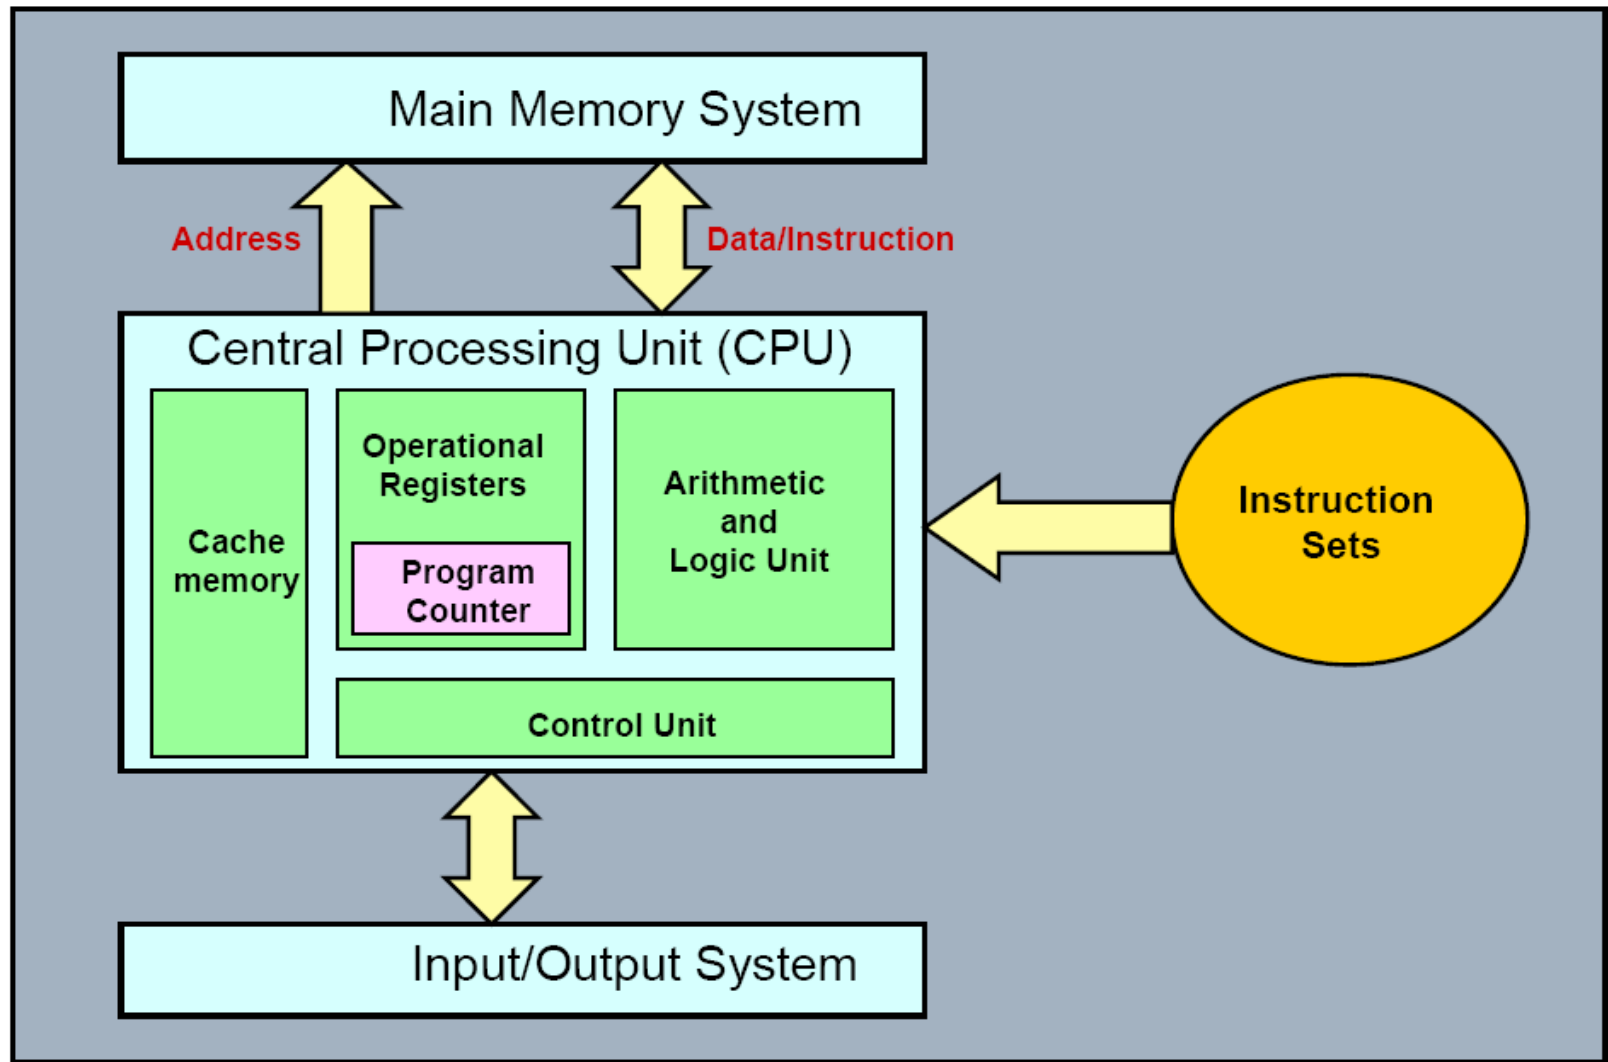 Main Memory System
Address
Data/Instruction
Central Processing Unit (CPU)
Cache
memory
Operational
Registers
Program
Counter
Arithmetic
and
Logic Unit
Control Unit
Instruction
Sets
Input/Output System